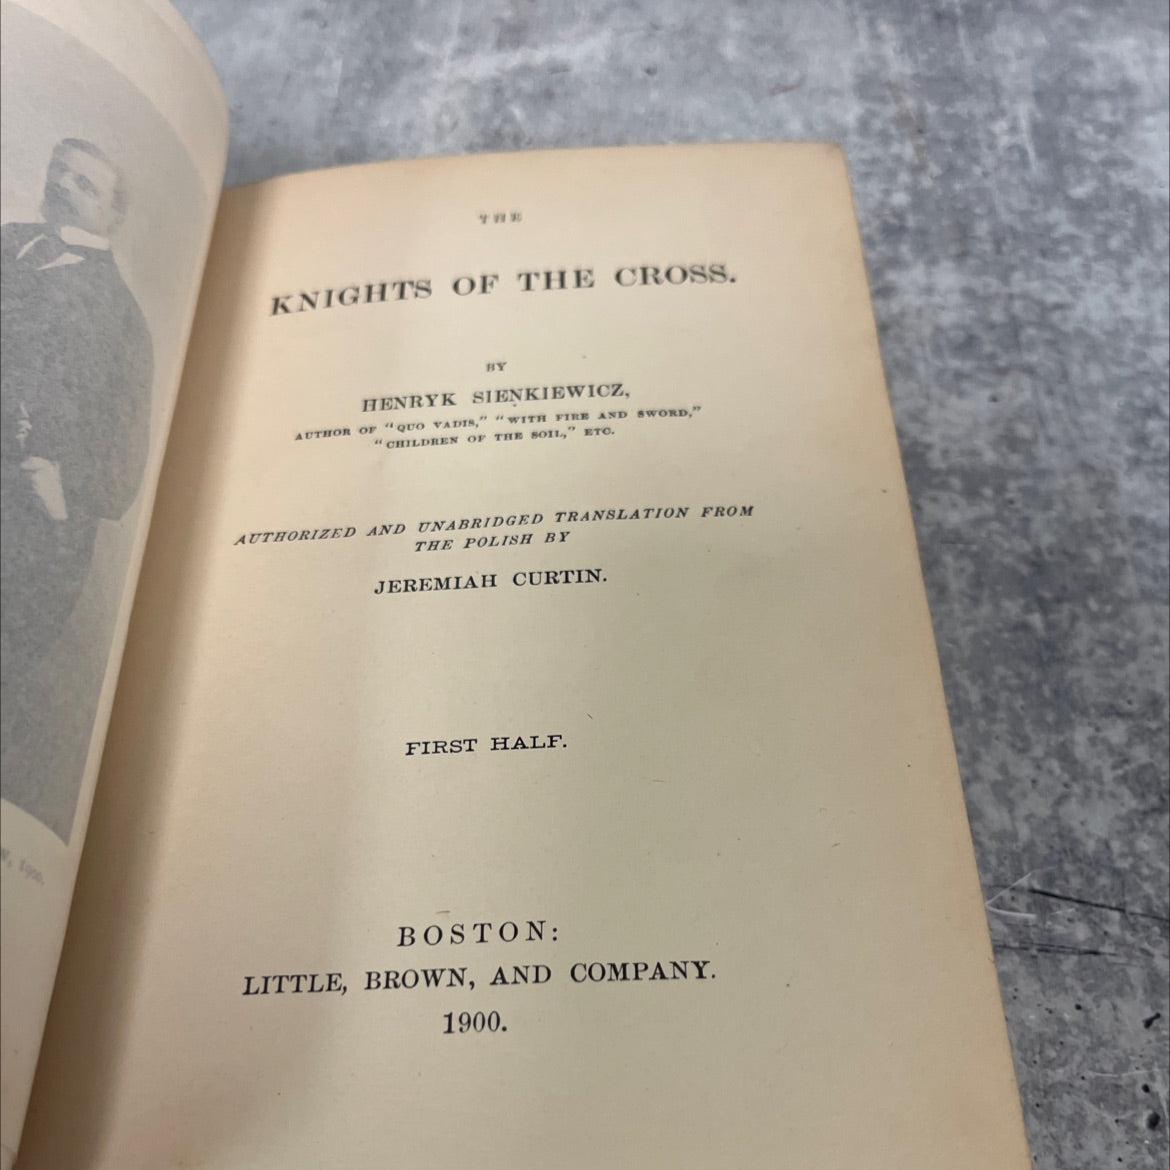 THE
KNIGHTS OF THE CROSS.
BY
HENRYK SIENKIEWICZ,
AUTHOR OF "QUO VADIS," "WITH FIRE AND SWORD,"
"CHILDREN OF THE SOIL," ETC.
AUTHORIZED AND UNABRIDGED TRANSLATION FROM
THE POLISH BY
JEREMIAH CURTIN.
FIRST HALF.
BOSTON:
LITTLE, BROWN, AND COMPANY.
1900.
1900.